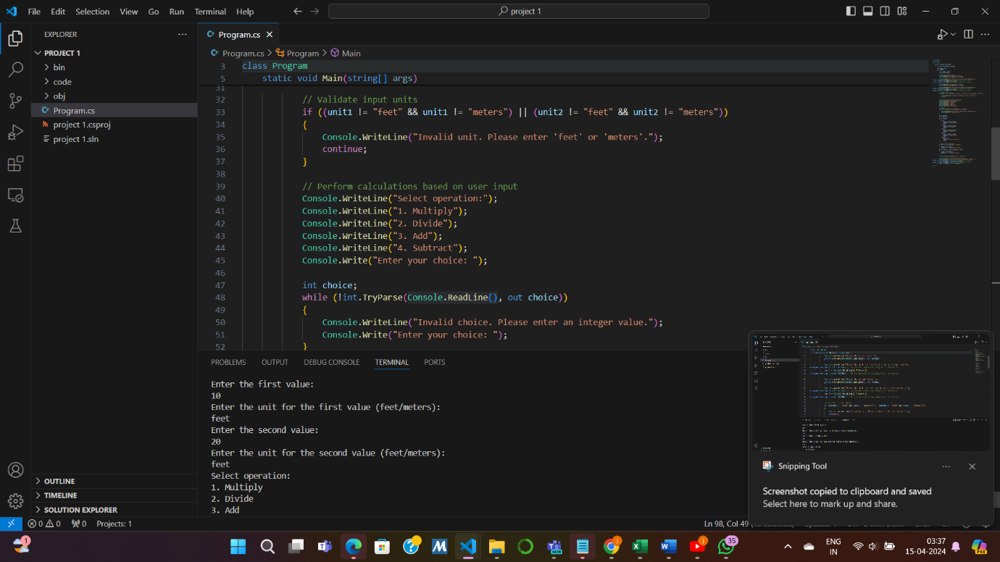 File Edit Selection View Go Run Terminal Help
project 1
EXPLORER
PROJECT 1
bin
code
obj
Program.cs
project 1.csproj
project 1.sln
OUTLINE
TIMELINE
SOLUTION EXPLORER
Program.cs
Program.cs > Program > Main
3 class Program
5 static void Main(string[] args)
31
32 // Validate input units
33 if ((unit1 != "feet" && unit1 != "meters") || (unit2 != "feet" && unit2 != "meters"))
34 {
35 Console.WriteLine("Invalid unit. Please enter 'feet' or 'meters'.");
36 continue;
37 }
38
39 // Perform calculations based on user input
40 Console.WriteLine("Select operation:");
41 Console.WriteLine("1. Multiply");
42 Console.WriteLine("2. Divide");
43 Console.WriteLine("3. Add");
44 Console.WriteLine("4. Subtract");
45 Console.Write("Enter your choice: ");
46
47 int choice;
48 while (!int.TryParse(Console.ReadLine(), out choice))
49 {
50 Console.WriteLine("Invalid choice. Please enter an integer value.");
51 Console.Write("Enter your choice: ");
52 }
PROBLEMS OUTPUT DEBUG CONSOLE TERMINAL PORTS
Enter the first value:
10
Enter the unit for the first value (feet/meters):
feet
Enter the second value:
20
Enter the unit for the second value (feet/meters):
feet
Select operation:
1. Multiply
2. Divide
3. Add
Snipping Tool
Screenshot copied to clipboard and saved
Select here to mark up and share.
0 0 0 Projects: 1
Ln 98, Col 49
1
NEW
35
ENG
IN
03:37
15-04-2024
PRE